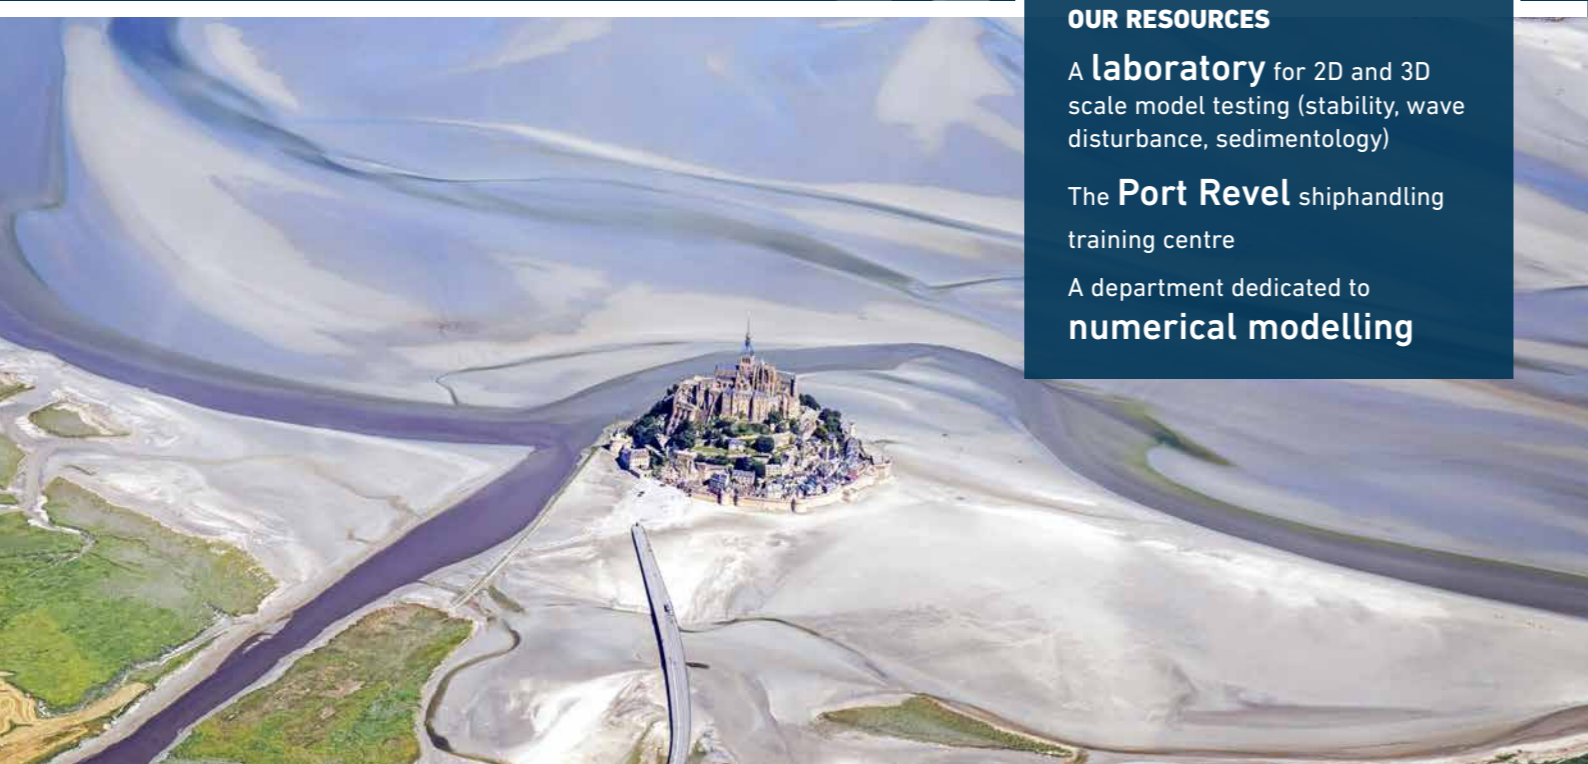 OUR RESOURCES
A laboratory for 2D and 3D
scale model testing (stability, wave
disturbance, sedimentology)
The Port Revel shiphandling
training centre
A department dedicated to
numerical modelling